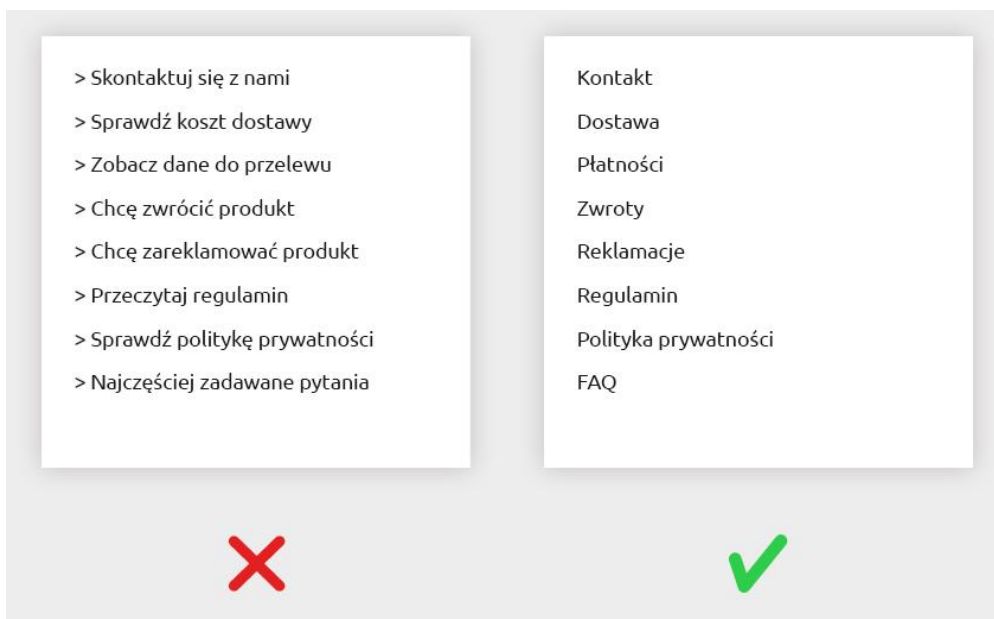 > Skontaktuj się z nami
> Sprawdź koszt dostawy
> Zobacz dane do przelewu
> Chcę zwrócić produkt
> Chcę zareklamować produkt
> Przeczytaj regulamin
> Sprawdź politykę prywatności
> Najczęściej zadawane pytania
Kontakt
Dostawa
Płatności
Zwroty
Reklamacje
Regulamin
Polityka prywatności
FAQ